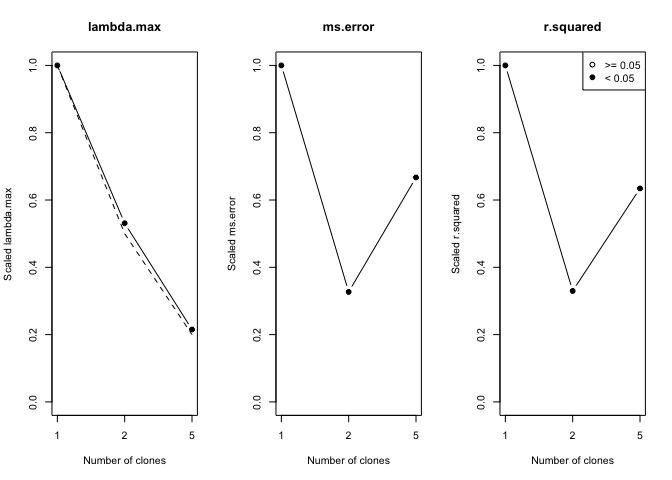 lambda.max
Scaled lambda.max
0.0 0.2 0.4 0.6 0.8 1.0
1 2 5
Number of clones
ms.error
Scaled ms.error
0.0 0.2 0.4 0.6 0.8 1.0
1 2 5
Number of clones
r.squared
Scaled r.squared
0.0 0.2 0.4 0.6 0.8 1.0
>= 0.05
< 0.05
1 2 5
Number of clones